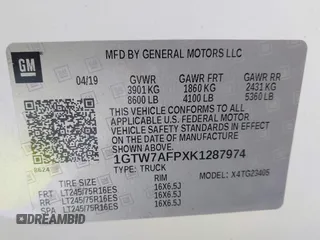 GM
MFD BY GENERAL MOTORS LLC
04/19 GVWR GAWR FRT GAWR RR
3901 KG 1860 KG 2431 KG
8600 LB 4100 LB 5360 LB
THIS VEHICLE CONFORMS TO ALL APPLICABLE
U.S. FEDERAL MOTOR VEHICLE SAFETY
STANDARDS IN EFFECT ON THE DATE OF
MANUFACTURE SHOWN ABOVE.
1GTW7AFPXK1287974
TYPE: TRUCK MODEL: X4TG23405
TIRE SIZE RIM
FRT LT245/75R16ES 16X6.5J
RR LT245/75R16ES 16X6.5J
SPA LT245/75R16ES 16X6.5J
DREAMBID